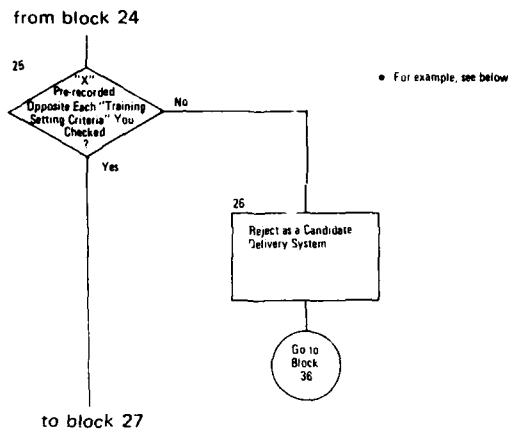 from block 24
25
"X"
Pre-recorded
Opposite Each "Training
Setting Criteria" You
Checked
?
No
Yes
• For example, see below
26
Reject as a Candidate
Delivery System
Go to
Block
36
to block 27